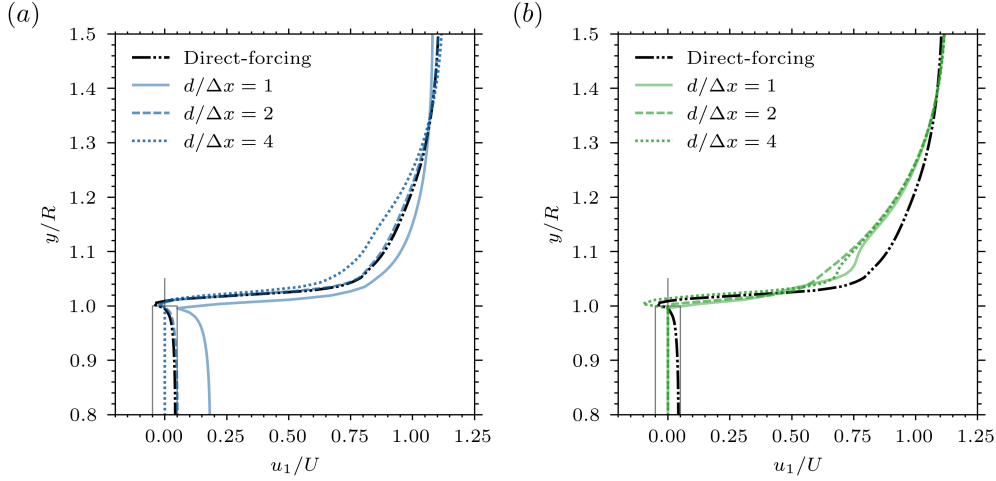 (a)
1.5
1.4
1.3
1.2
1.1
1.0
0.9
0.8
y/R
Direct-forcing
d/Δx = 1
d/Δx = 2
d/Δx = 4
0.00 0.25 0.50 0.75 1.00 1.25
u₁/U
(b)
1.5
1.4
1.3
1.2
1.1
1.0
0.9
0.8
y/R
Direct-forcing
d/Δx = 1
d/Δx = 2
d/Δx = 4
0.00 0.25 0.50 0.75 1.00 1.25
u₁/U